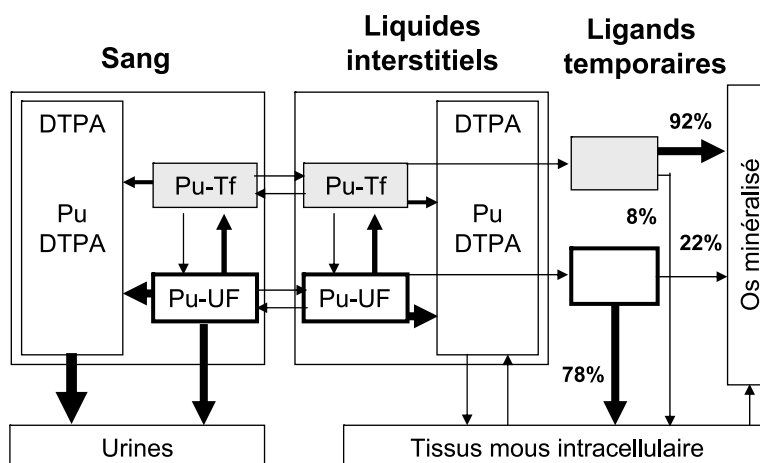 Sang
Liquides
interstitiels
Ligands
temporaires
DTPA
Pu
DTPA
Pu-Tf
Pu-UF
Pu-Tf
Pu-UF
DTPA
Pu
DTPA
92%
8%
22%
78%
Os minéralisé
Urines
Tissus mous intracellulaire